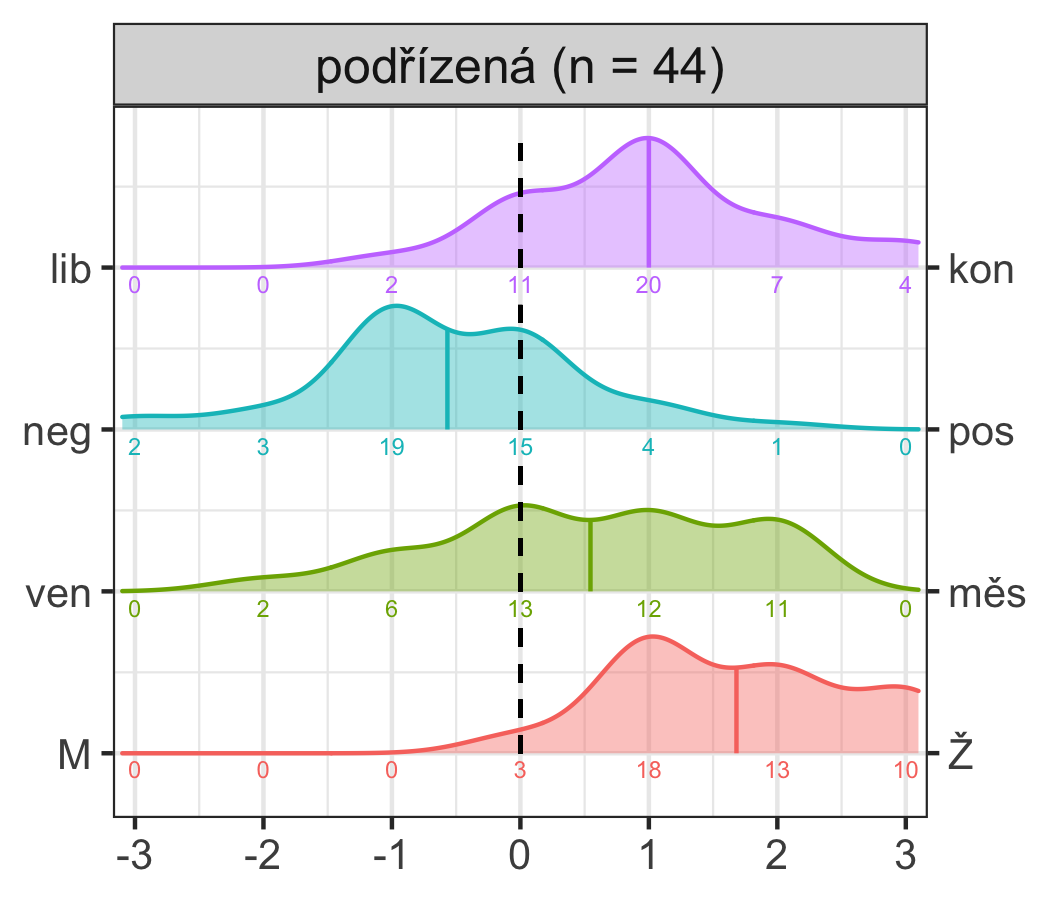 podřízená (n = 44)
lib kon
0 0 2 11 20 7 4
neg pos
2 3 19 15 4 1 0
ven měs
0 2 6 13 12 11 0
M Ž
0 0 0 3 18 13 10
-3 -2 -1 0 1 2 3